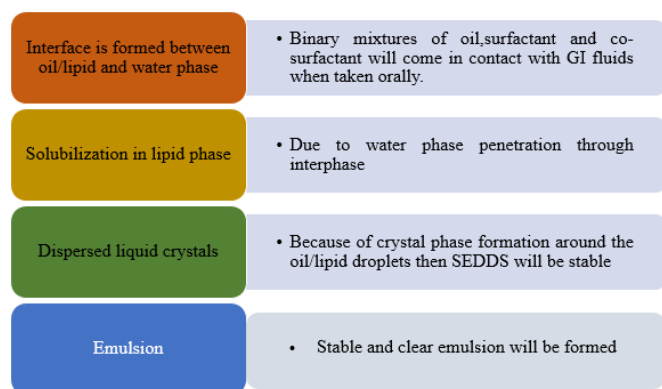 Interface is formed between
oil/lipid and water phase
• Binary mixtures of oil,surfactant and co-
surfactant will come in contact with GI fluids
when taken orally.
Solubilization in lipid phase
• Due to water phase penetration through
interphase
Dispersed liquid crystals
• Because of crystal phase formation around the
oil/lipid droplets then SEDDS will be stable
Emulsion
• Stable and clear emulsion will be formed